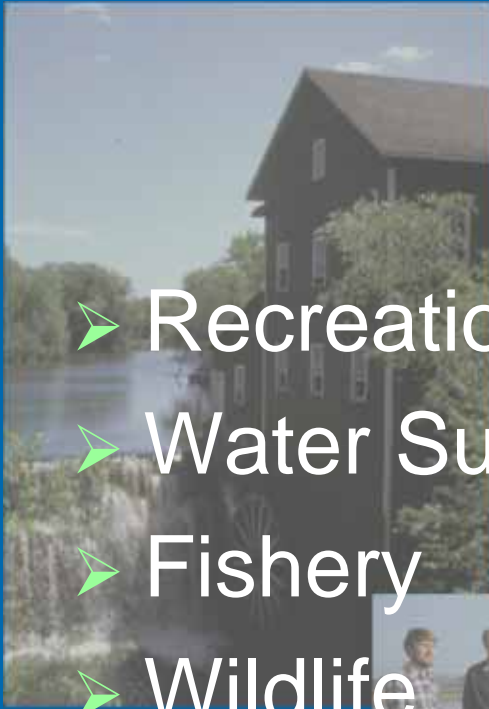 ➢ Recreatio
➢ Water Su
➢ Fishery
➢ Wildlife